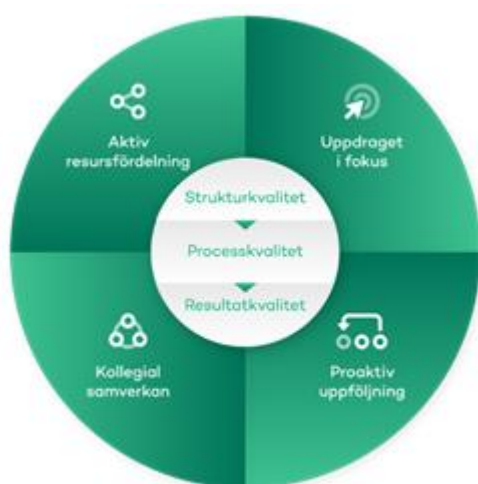 Aktiv
resursfördelning
Uppdraget
i fokus
Strukturkvalitet
Processkvalitet
Resultatkvalitet
Kollegial
samverkan
Proaktiv
uppföljning